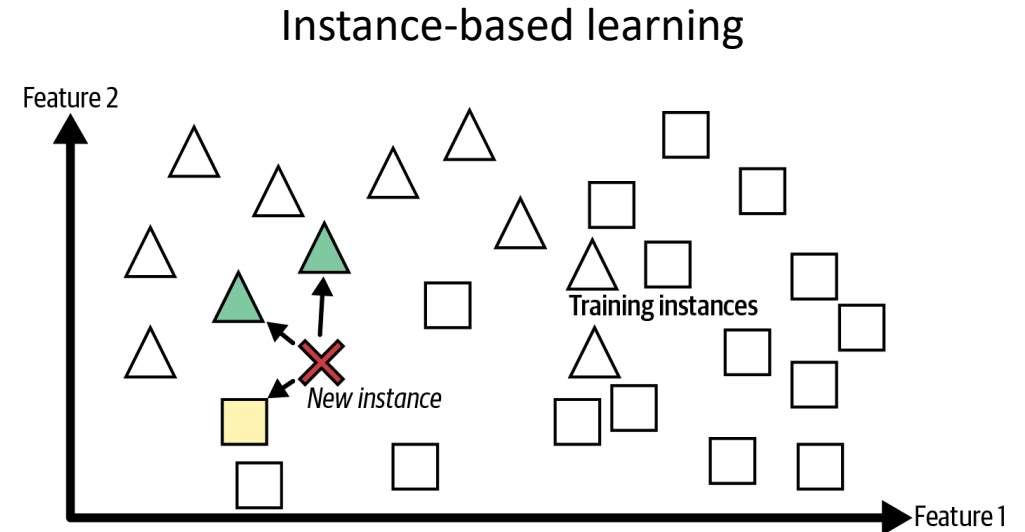 Instance-based learning
Feature 2
Training instances
New instance
Feature 1